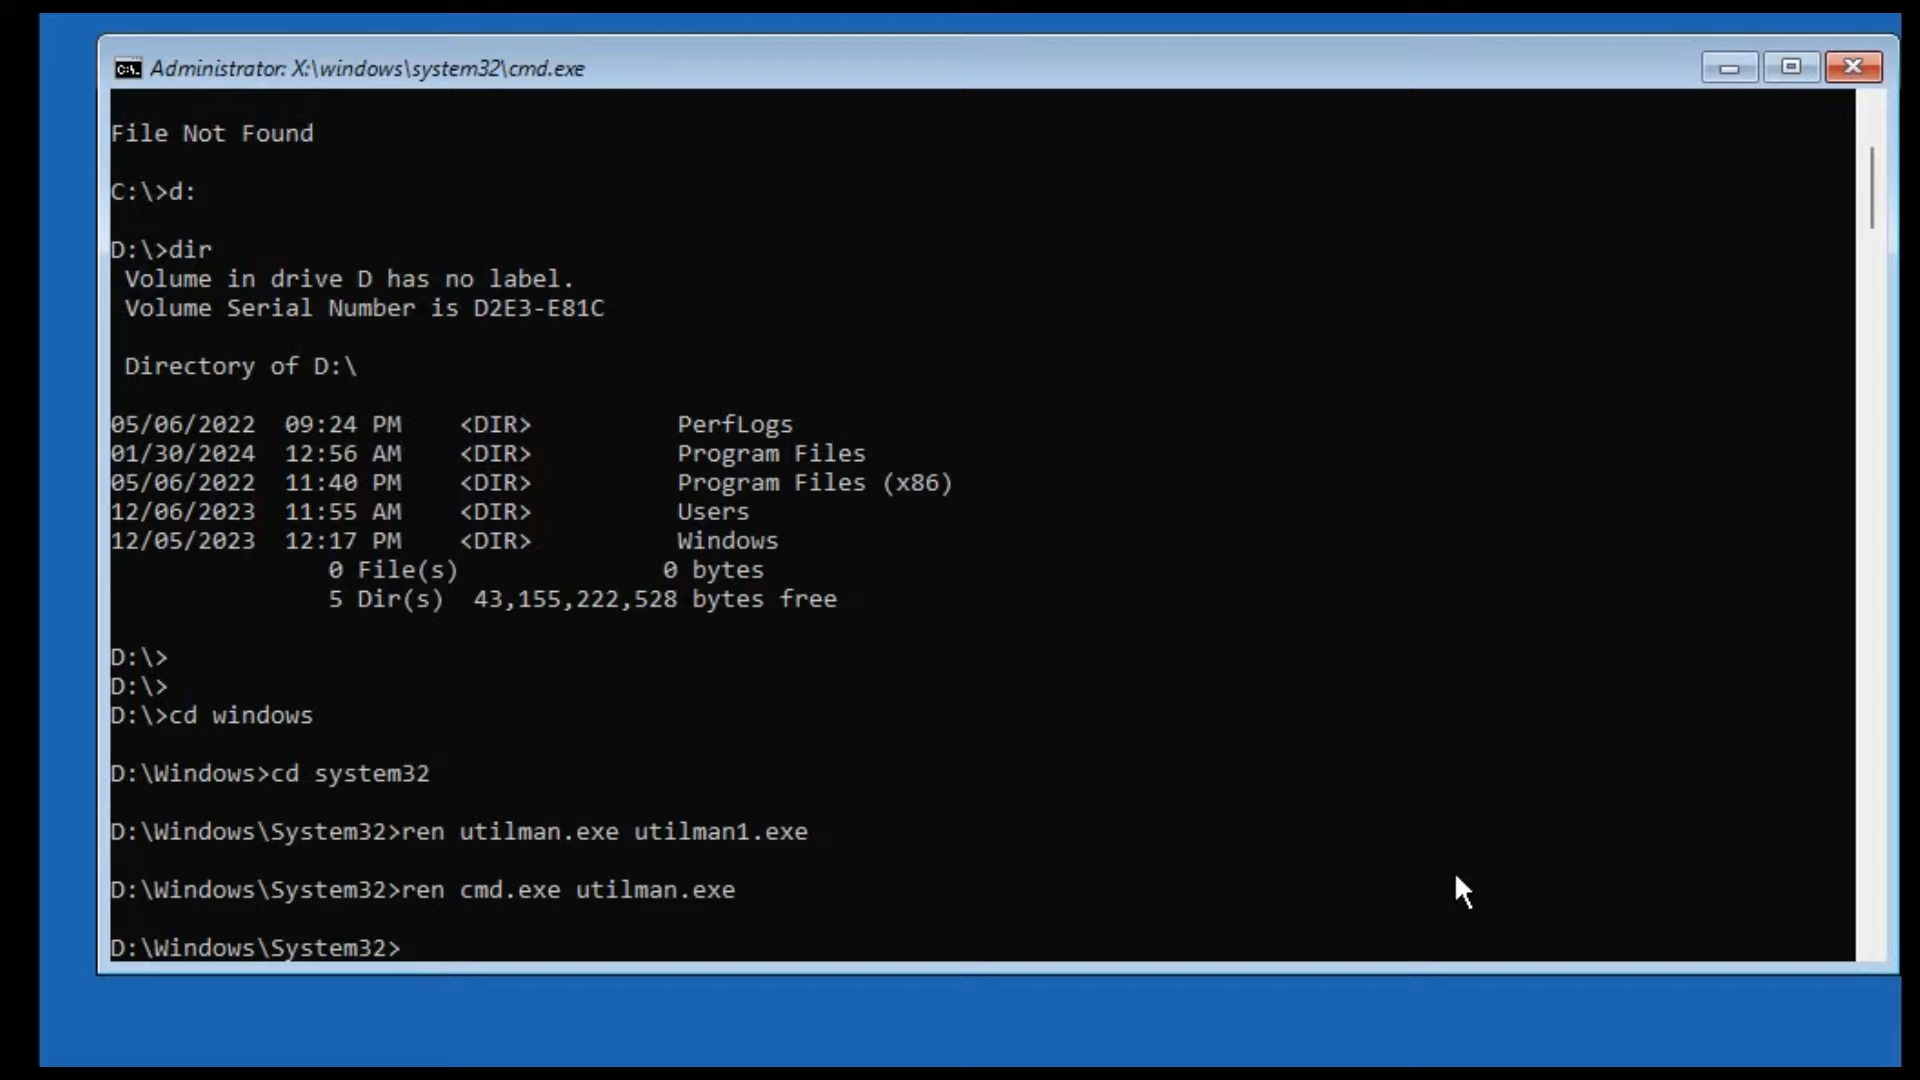 Administrator: X:\windows\system32\cmd.exe
File Not Found
C:\>d:
D:\>dir
Volume in drive D has no label.
Volume Serial Number is D2E3-E81C
Directory of D:\
05/06/2022 09:24 PM <DIR> PerfLogs
01/30/2024 12:56 AM <DIR> Program Files
05/06/2022 11:40 PM <DIR> Program Files (x86)
12/06/2023 11:55 AM <DIR> Users
12/05/2023 12:17 PM <DIR> Windows
0 File(s) 0 bytes
5 Dir(s) 43,155,222,528 bytes free
D:\>
D:\>
D:\>cd windows
D:\Windows>cd system32
D:\Windows\System32>ren utilman.exe utilman1.exe
D:\Windows\System32>ren cmd.exe utilman.exe
D:\Windows\System32>